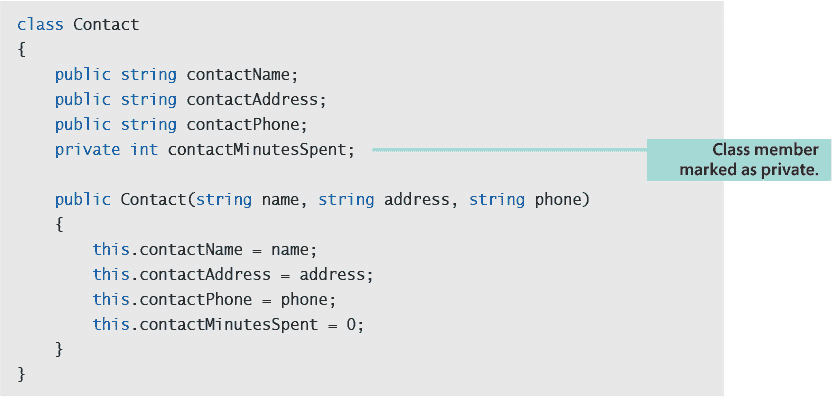 class Contact
{
    public string contactName;
    public string contactAddress;
    public string contactPhone;
    private int contactMinutesSpent;
Class member
marked as private.
    public Contact(string name, string address, string phone)
    {
        this.contactName = name;
        this.contactAddress = address;
        this.contactPhone = phone;
        this.contactMinutesSpent = 0;
    }
}